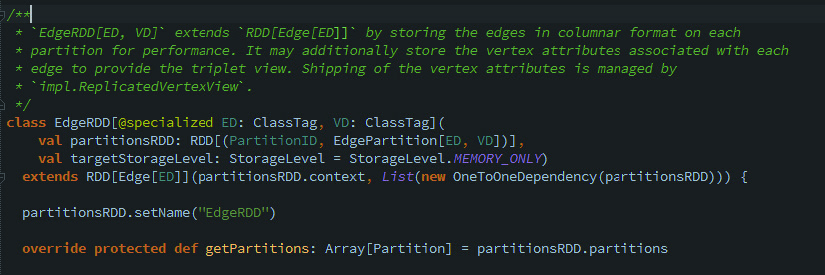 /**
 * `EdgeRDD[ED, VD]` extends `RDD[Edge[ED]]` by storing the edges in columnar format on each
 * partition for performance. It may additionally store the vertex attributes associated with each
 * edge to provide the triplet view. Shipping of the vertex attributes is managed by
 * `impl.ReplicatedVertexView`.
 */
class EdgeRDD[@specialized ED: ClassTag, VD: ClassTag](
    val partitionsRDD: RDD[(PartitionID, EdgePartition[ED, VD])],
    val targetStorageLevel: StorageLevel = StorageLevel.MEMORY_ONLY)
  extends RDD[Edge[ED]](partitionsRDD.context, List(new OneToOneDependency(partitionsRDD))) {
  partitionsRDD.setName("EdgeRDD")
  override protected def getPartitions: Array[Partition] = partitionsRDD.partitions